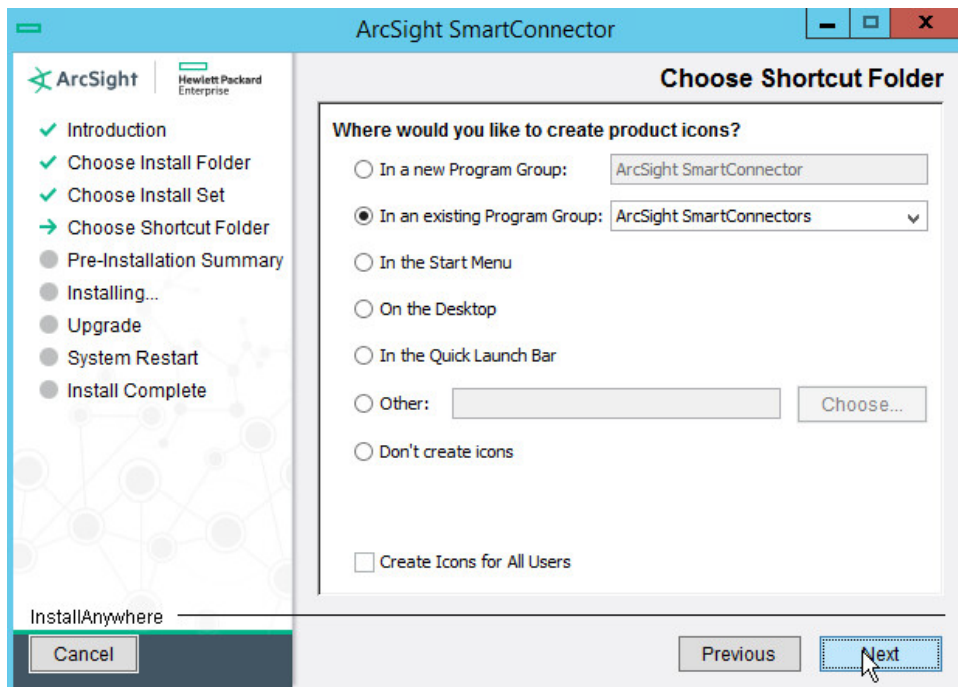 ArcSight SmartConnector
ArcSight
Hewlett Packard
Enterprise
Introduction
Choose Install Folder
Choose Install Set
Choose Shortcut Folder
Pre-Installation Summary
Installing...
Upgrade
System Restart
Install Complete
Choose Shortcut Folder
Where would you like to create product icons?
In a new Program Group: ArcSight SmartConnector
In an existing Program Group: ArcSight SmartConnectors
In the Start Menu
On the Desktop
In the Quick Launch Bar
Other: Choose...
Don't create icons
Create Icons for All Users
InstallAnywhere
Cancel
Previous
Next